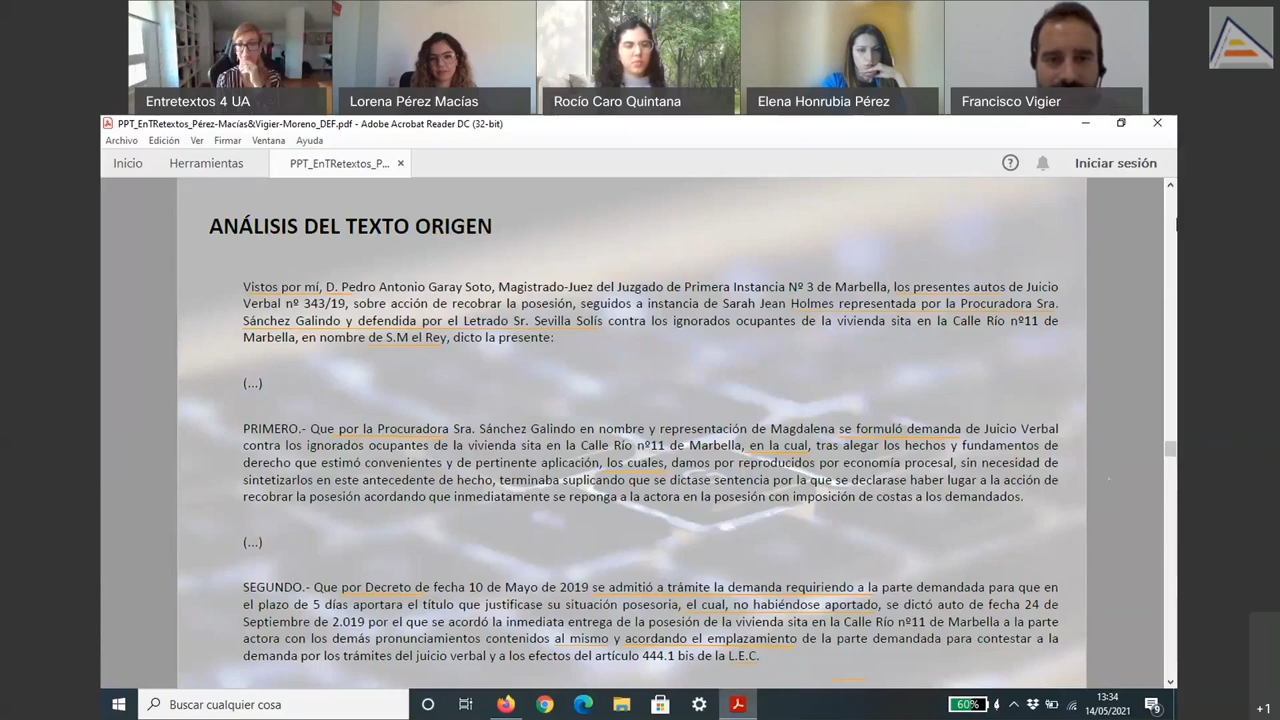 Entretextos 4 UA
Lorena Pérez Macías
Rocío Caro Quintana
Elena Honrubia Pérez
Francisco Vigier
PPT_EnTRetextos_Pérez-Macías&Vigier-Moreno_DEF.pdf - Adobe Acrobat Reader DC (32-bit)
Archivo Edición Ver Firmar Ventana Ayuda
Inicio Herramientas PPT_EnTRetextos_P... × Iniciar sesión
ANÁLISIS DEL TEXTO ORIGEN
Vistos por mí, D. Pedro Antonio Garay Soto, Magistrado-Juez del Juzgado de Primera Instancia Nº 3 de Marbella, los presentes autos de Juicio
Verbal nº 343/19, sobre acción de recobrar la posesión, seguidos a instancia de Sarah Jean Holmes representada por la Procuradora Sra.
Sánchez Galindo y defendida por el Letrado Sr. Sevilla Solís contra los ignorados ocupantes de la vivienda sita en la Calle Río nº11 de
Marbella, en nombre de S.M el Rey, dicto la presente:
(...)
PRIMERO.- Que por la Procuradora Sra. Sánchez Galindo en nombre y representación de Magdalena se formuló demanda de Juicio Verbal
contra los ignorados ocupantes de la vivienda sita en la Calle Río nº11 de Marbella, en la cual, tras alegar los hechos y fundamentos de
derecho que estimó convenientes y de pertinente aplicación, los cuales, damos por reproducidos por economía procesal, sin necesidad de
sintetizarlos en este antecedente de hecho, terminaba suplicando que se dictase sentencia por la que se declarase haber lugar a la acción de
recobrar la posesión acordando que inmediatamente se reponga a la actora en la posesión con imposición de costas a los demandados.
(...)
SEGUNDO.- Que por Decreto de fecha 10 de Mayo de 2019 se admitió a trámite la demanda requiriendo a la parte demandada para que en
el plazo de 5 días aportara el título que justificase su situación posesoria, el cual, no habiéndose aportado, se dictó auto de fecha 24 de
Septiembre de 2.019 por el que se acordó la inmediata entrega de la posesión de la vivienda sita en la Calle Río nº11 de Marbella a la parte
actora con los demás pronunciamientos contenidos al mismo y acordando el emplazamiento de la parte demandada para contestar a la
demanda por los trámites del juicio verbal y a los efectos del artículo 444.1 bis de la L.E.C.
Buscar cualquier cosa
60%
13:34
14/05/2021
9
+1